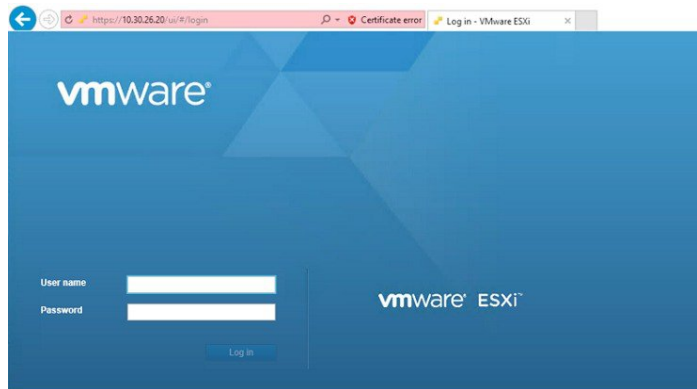 https://10.30.26.20/ui/#/login
Certificate error
Log in - VMware ESXi
vmware®
User name
Password
Log in
vmware® ESXi™